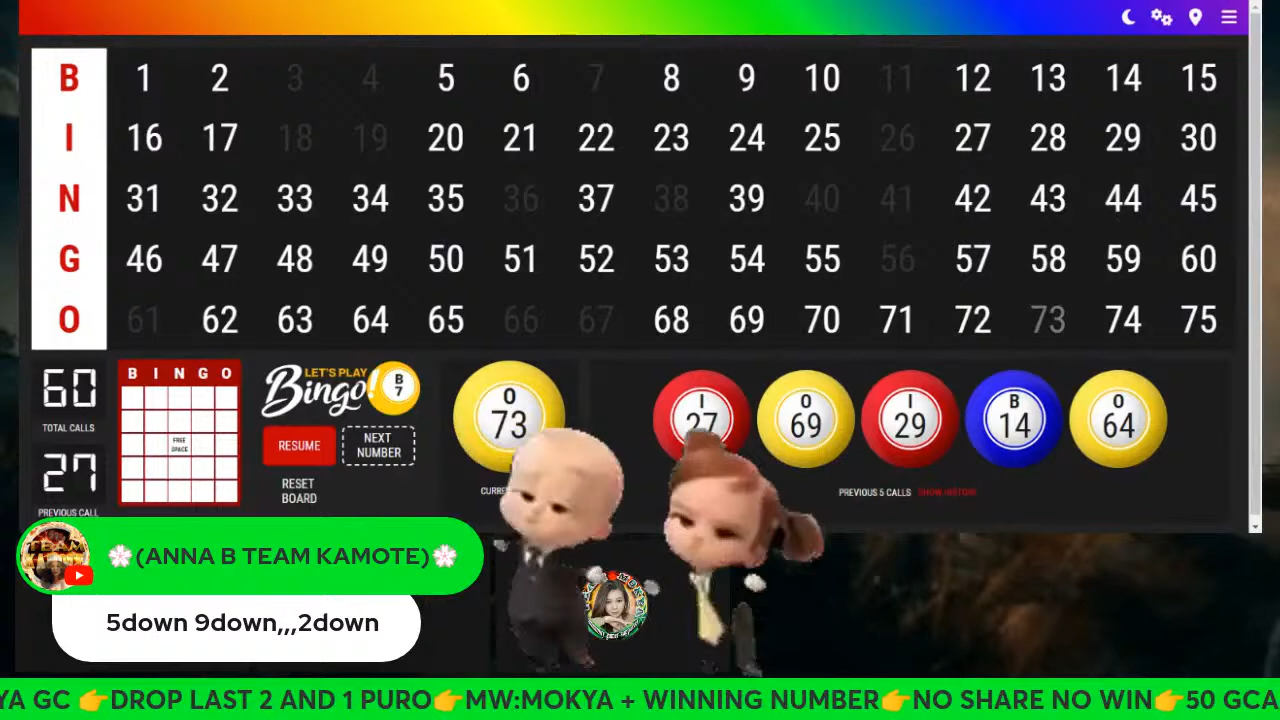 B 1 2 3 4 5 6 7 8 9 10 11 12 13 14 15
I 16 17 18 19 20 21 22 23 24 25 26 27 28 29 30
N 31 32 33 34 35 36 37 38 39 40 41 42 43 44 45
G 46 47 48 49 50 51 52 53 54 55 56 57 58 59 60
O 61 62 63 64 65 66 67 68 69 70 71 72 73 74 75
60
TOTAL CALLS
27
PREVIOUS CALL
B I N G O
FREE
SPACE
LET'S PLAY
Bingo!
B
7
RESUME
NEXT
NUMBER
RESET
BOARD
O
73
I
27
O
69
I
29
B
14
O
64
PREVIOUS 5 CALLS SHOW HISTORY
🌸(ANNA B TEAM KAMOTE)🌸
5down 9down,,,2down
YA GC 👉DROP LAST 2 AND 1 PURO👉MW:MOKYA + WINNING NUMBER👉NO SHARE NO WIN👉50 GCA